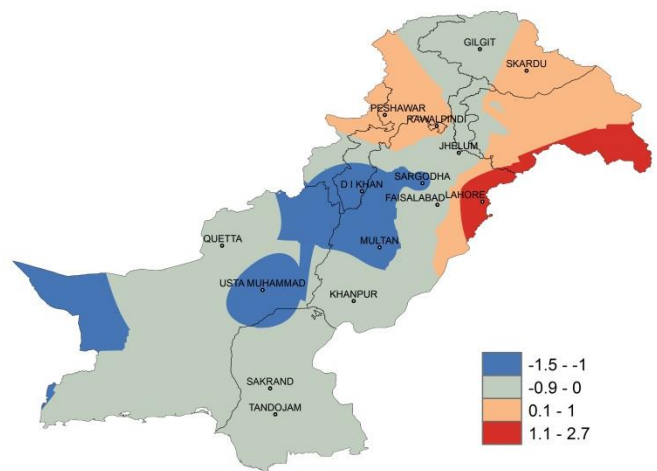 GILGIT
SKARDU
PESHAWAR
RAWALPINDI
JHELUM
SARGODHA
D I KHAN
FAISALABAD
LAHORE
QUETTA
MULTAN
USTA MUHAMMAD
KHANPUR
SAKRAND
TANDOJAM
-1.5 - -1
-0.9 - 0
0.1 - 1
1.1 - 2.7